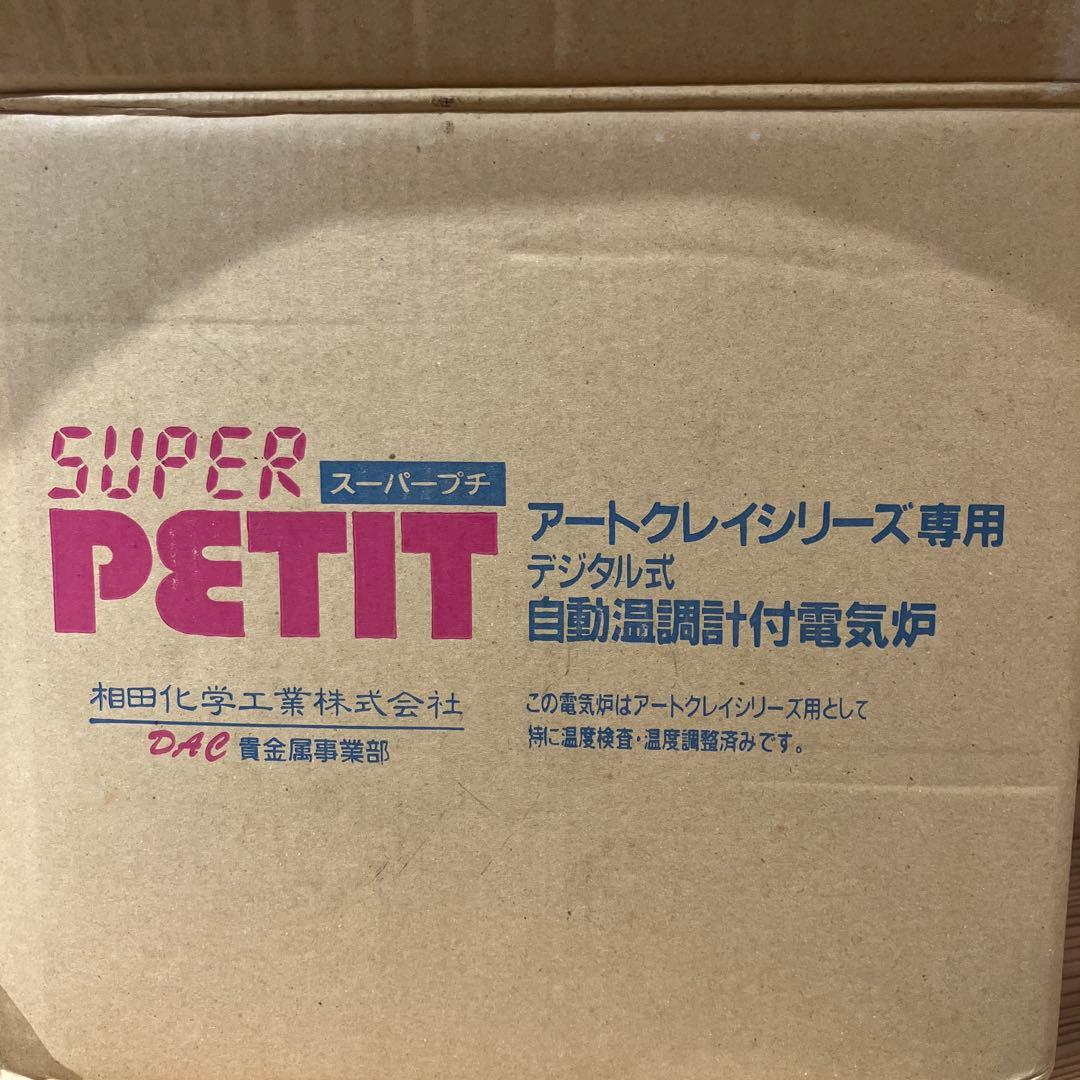 SUPER
スーパープチ
PETIT
アートクレイシリーズ専用
デジタル式
自動温調計付電気炉
相田化学工業株式会社
DAC 貴金属事業部
この電気炉はアートクレイシリーズ用として
特に温度検査・温度調整済みです。